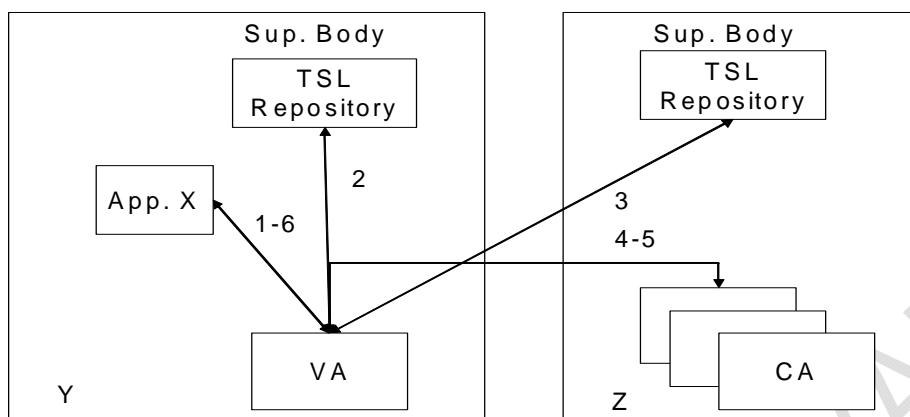 Sup. Body
TSL
Repository
App. X
2
1-6
VA
Y
Sup. Body
TSL
Repository
3
4-5
CA
Z